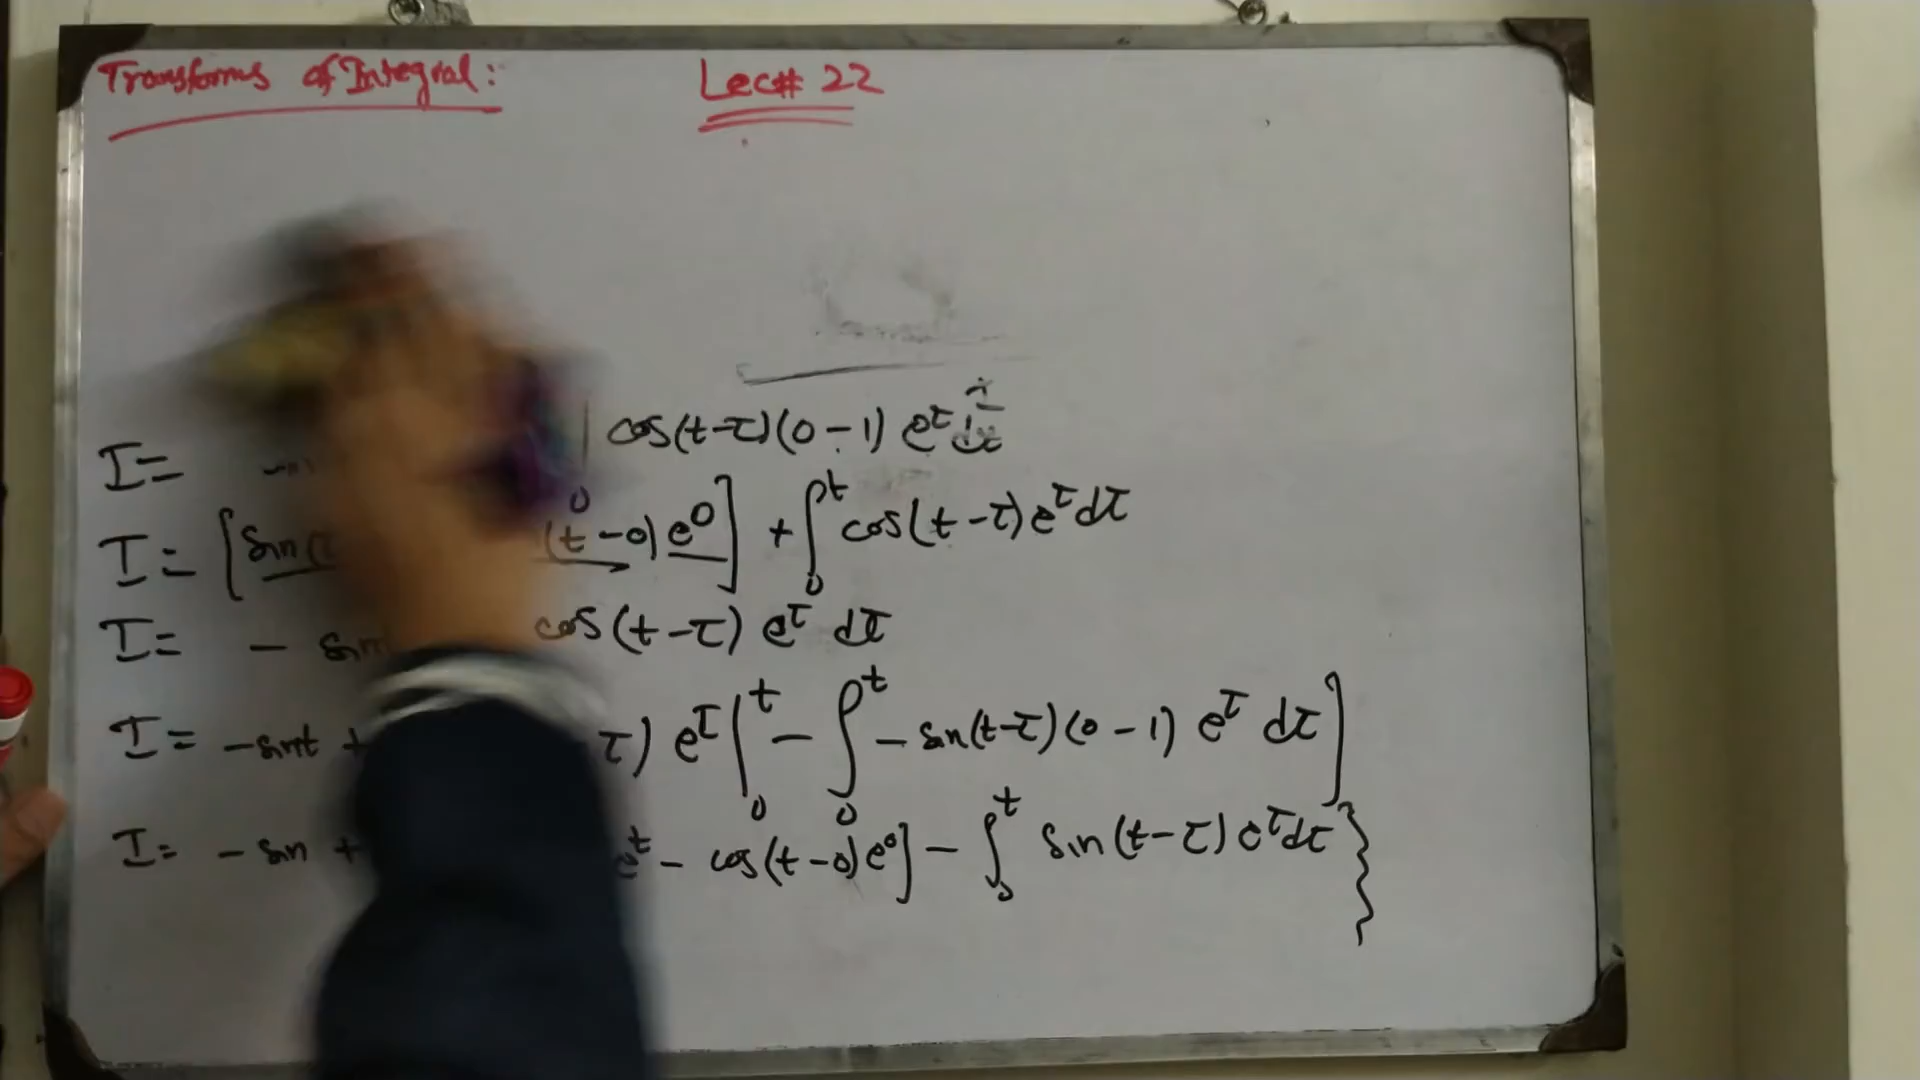 Transforms of Integral:
Lec# 22
I= cos(t-τ)(0-1) e^τ dτ
0
I= [sin( (t-0) e^0] + ∫_0^t cos(t-τ) e^τ dτ
I= - sin cos(t-τ) e^τ dτ
I= -sint + τ) e^τ |_0^t - ∫_0^t - sin(t-τ)(0-1) e^τ dτ]
I= -sin + e^t - cos(t-0)e^0] - ∫_0^t sin(t-τ) e^τ dτ}